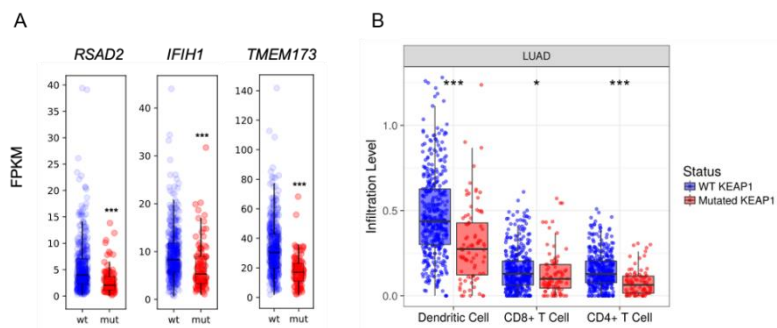 A
RSAD2 IFIH1 TMEM173
FPKM
40
35
30
25
20
15
10
5
0
***
wt mut
40
30
20
10
0
***
wt mut
140
120
100
80
60
40
20
0
***
wt mut
B
LUAD
*** * ***
Infiltration Level
1.0
0.5
0.0
Dendritic Cell CD8+ T Cell CD4+ T Cell
Status
WT KEAP1
Mutated KEAP1